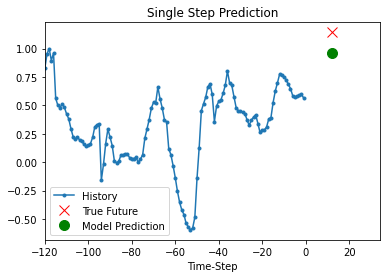 Single Step Prediction
1.00
0.75
0.50
0.25
0.00
−0.25
−0.50
History
True Future
Model Prediction
−120 −100 −80 −60 −40 −20 0 20
Time-Step